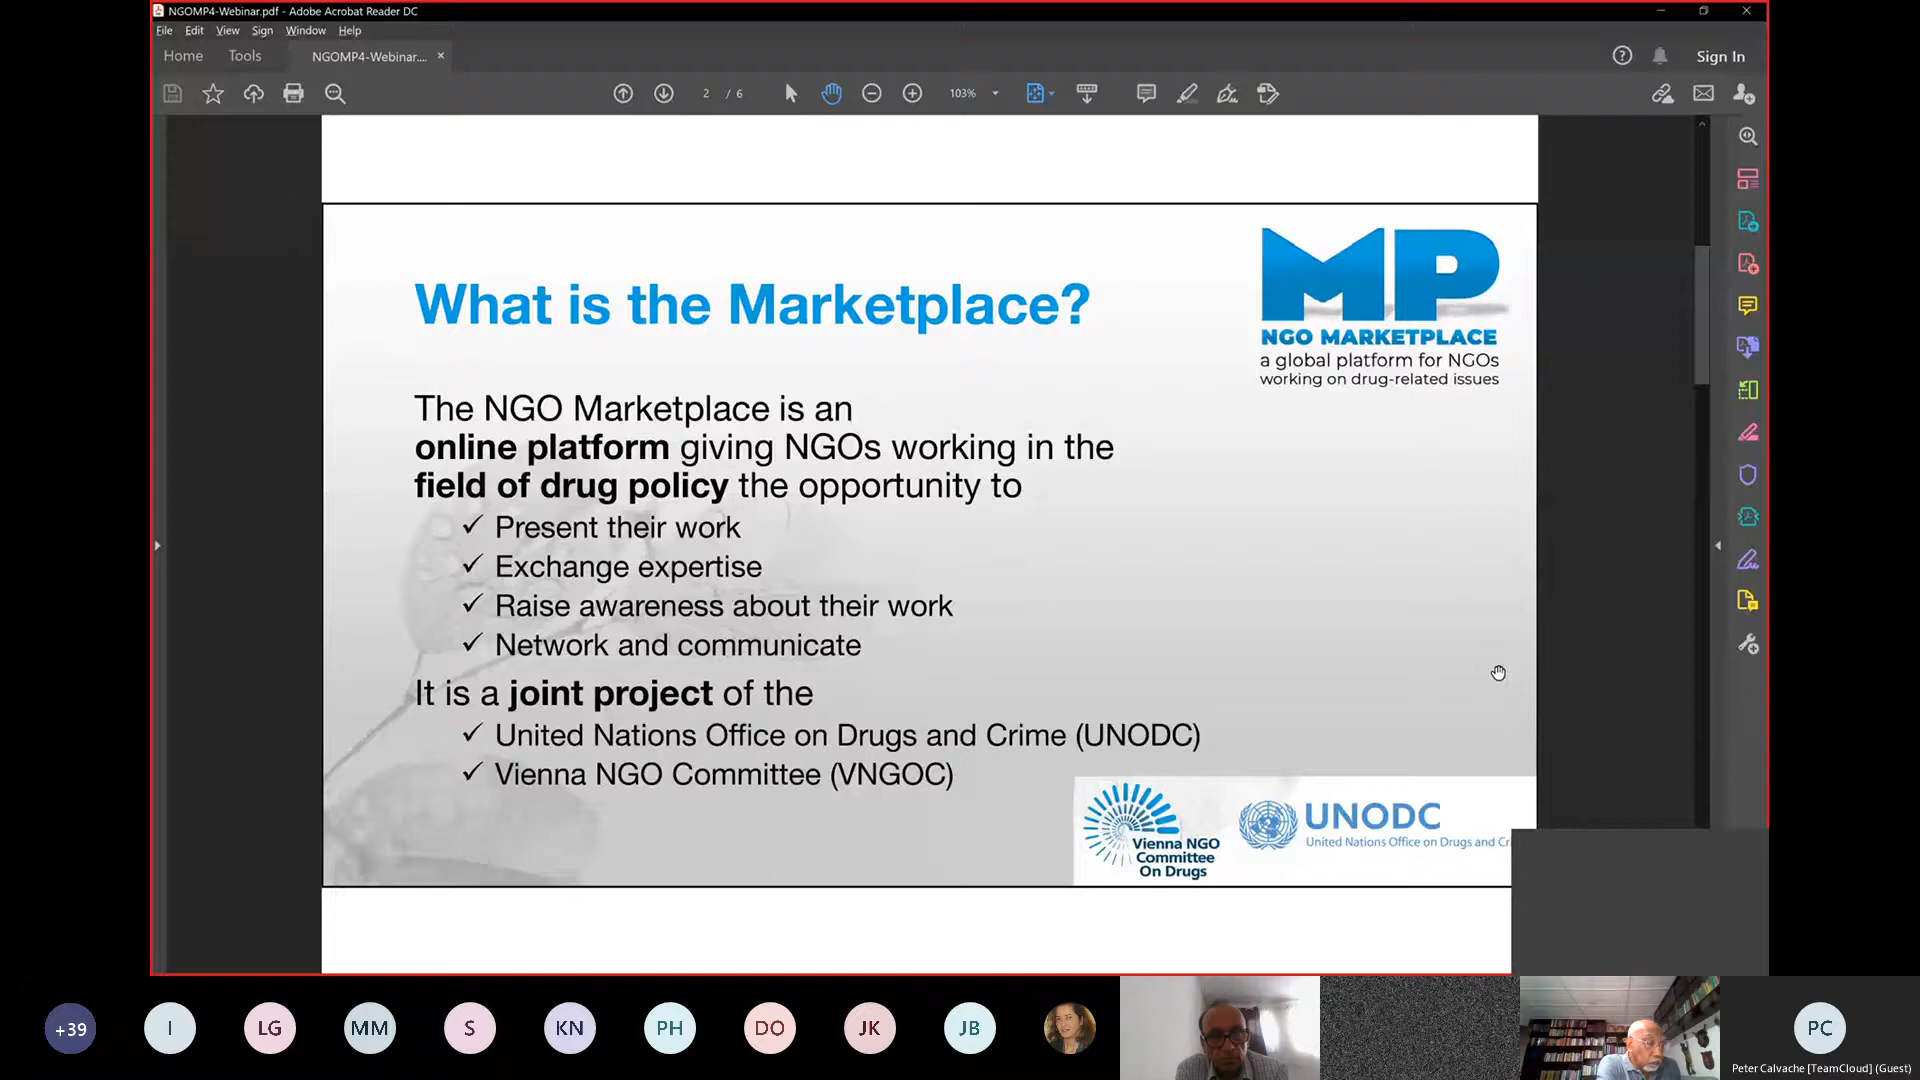 NGOMP4-Webinar.pdf - Adobe Acrobat Reader DC
File Edit View Sign Window Help
Home Tools NGOMP4-Webinar.... × Sign In
2 / 6 103%
MP
NGO MARKETPLACE
a global platform for NGOs
working on drug-related issues
What is the Marketplace?
The NGO Marketplace is an
online platform giving NGOs working in the
field of drug policy the opportunity to
✓ Present their work
✓ Exchange expertise
✓ Raise awareness about their work
✓ Network and communicate
It is a joint project of the
✓ United Nations Office on Drugs and Crime (UNODC)
✓ Vienna NGO Committee (VNGOC)
Vienna NGO
Committee
On Drugs
UNODC
United Nations Office on Drugs and Cr
+39 I LG MM S KN PH DO JK JB PC
Peter Calvache [TeamCloud] (Guest)